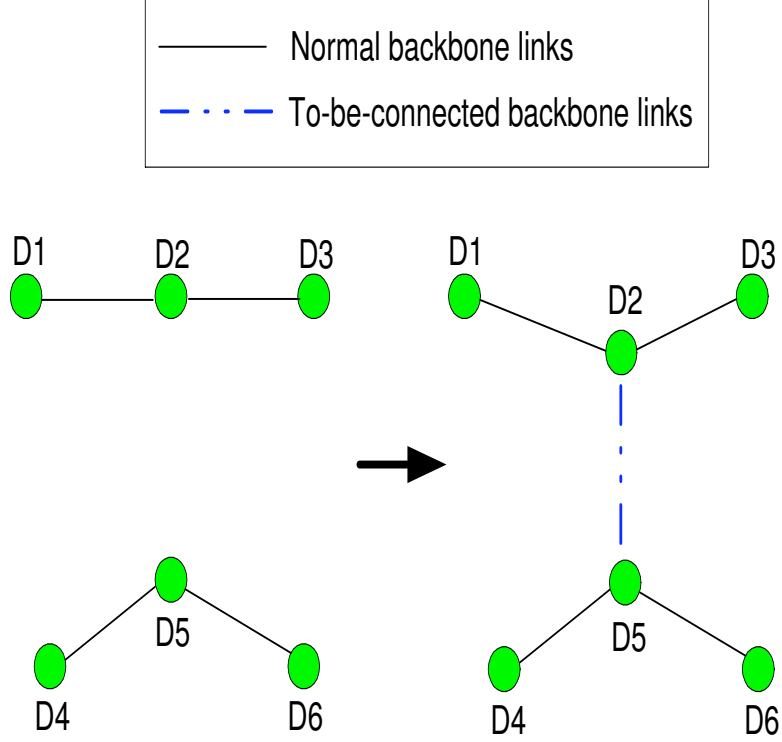 Normal backbone links
To-be-connected backbone links
D1 D2 D3
D1 D2 D3
D5
D4 D6
D5
D4 D6